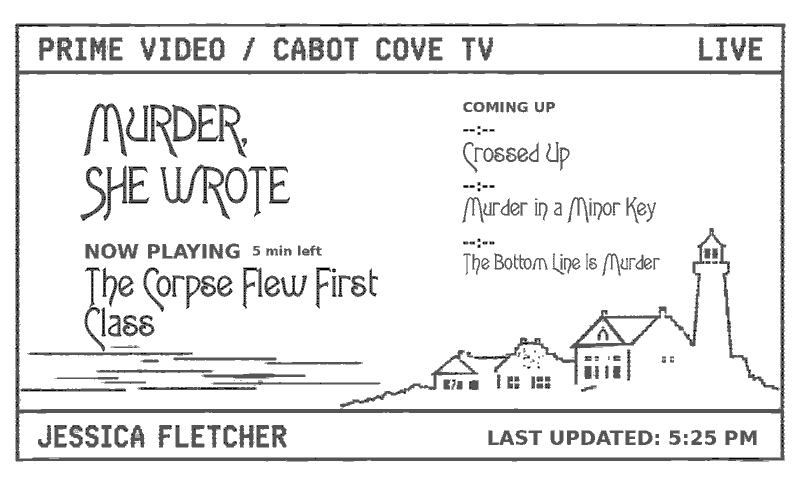 PRIME VIDEO / CABOT COVE TV
LIVE
MURDER,
SHE WROTE
NOW PLAYING 5 min left
The Corpse Flew First
Class
COMING UP
--:--
Crossed Up
--:--
Murder in a Minor Key
--:--
The Bottom Line Is Murder
JESSICA FLETCHER
LAST UPDATED: 5:25 PM